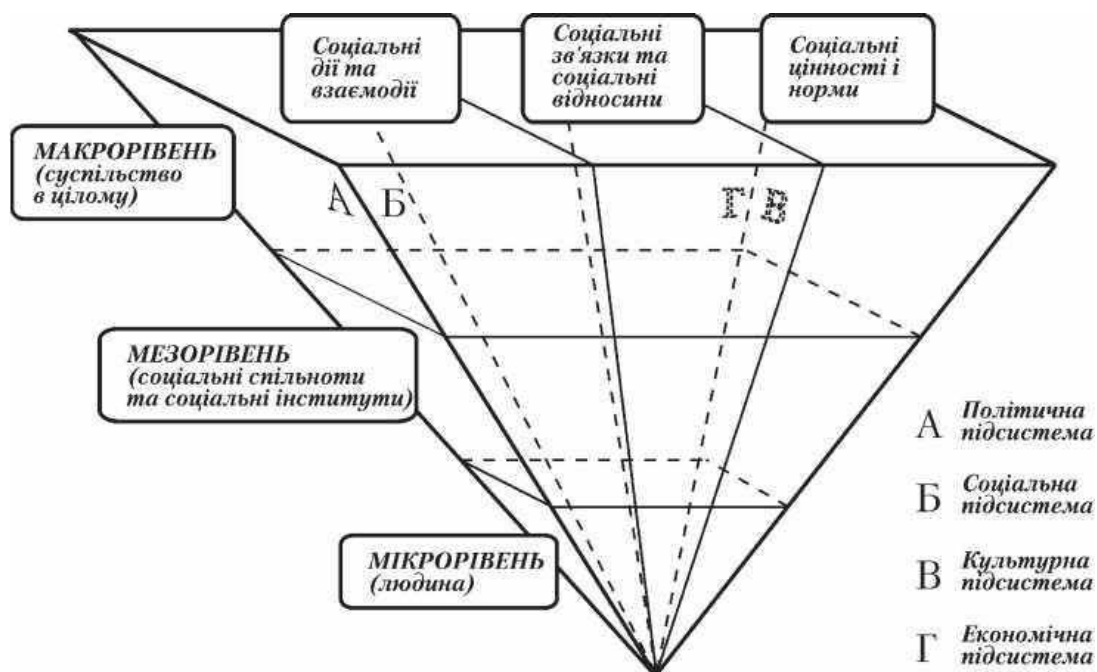 Соціальні
дії та
взаємодії
Соціальні
зв'язки та
соціальні
відносини
Соціальні
цінності і
норми
МАКРОРІВЕНЬ
(суспільство
в цілому)
А Б Г В
МЕЗОРІВЕНЬ
(соціальні спільноти
та соціальні інститути)
МІКРОРІВЕНЬ
(людина)
А Політична
підсистема
Б Соціальна
підсистема
В Культурна
підсистема
Г Економічна
підсистема